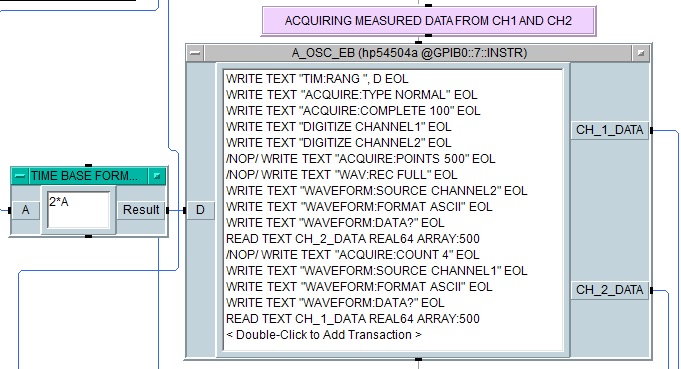 ACQUIRING MEASURED DATA FROM CH1 AND CH2
A_OSC_EB (hp54504a @GPIB0::7::INSTR)
WRITE TEXT "TIM:RANG ", D EOL
WRITE TEXT "ACQUIRE:TYPE NORMAL" EOL
WRITE TEXT "ACQUIRE:COMPLETE 100" EOL
WRITE TEXT "DIGITIZE CHANNEL1" EOL
WRITE TEXT "DIGITIZE CHANNEL2" EOL
/NOP/ WRITE TEXT "ACQUIRE:POINTS 500" EOL
/NOP/ WRITE TEXT "WAV:REC FULL" EOL
WRITE TEXT "WAVEFORM:SOURCE CHANNEL2" EOL
WRITE TEXT "WAVEFORM:FORMAT ASCII" EOL
WRITE TEXT "WAVEFORM:DATA?" EOL
READ TEXT CH_2_DATA REAL64 ARRAY:500
/NOP/ WRITE TEXT "ACQUIRE:COUNT 4" EOL
WRITE TEXT "WAVEFORM:SOURCE CHANNEL1" EOL
WRITE TEXT "WAVEFORM:FORMAT ASCII" EOL
WRITE TEXT "WAVEFORM:DATA?" EOL
READ TEXT CH_1_DATA REAL64 ARRAY:500
< Double-Click to Add Transaction >
CH_1_DATA
CH_2_DATA
TIME BASE FORM...
A
2*A
Result
D